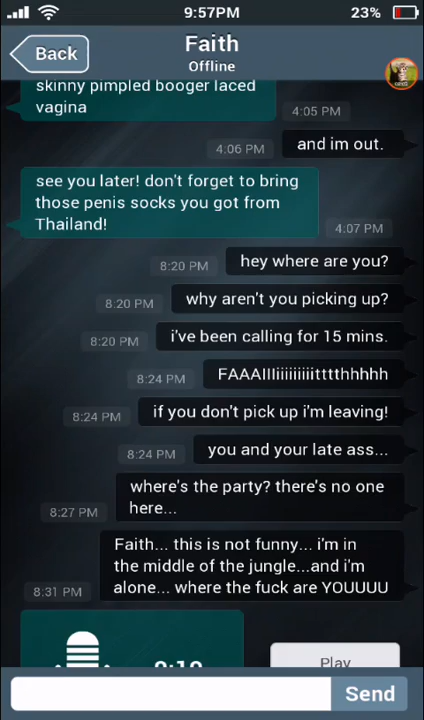 9:57PM
23%
Back
Faith
Offline
skinny pimpled booger laced
vagina
4:05 PM
and im out.
4:06 PM
see you later! don't forget to bring
those penis socks you got from
Thailand!
4:07 PM
hey where are you?
8:20 PM
why aren't you picking up?
8:20 PM
i've been calling for 15 mins.
8:20 PM
FAAAIIIiiiiiiiiitttthhhhh
8:24 PM
if you don't pick up i'm leaving!
8:24 PM
you and your late ass...
8:24 PM
where's the party? there's no one
here...
8:27 PM
Faith... this is not funny... i'm in
the middle of the jungle...and i'm
alone... where the fuck are YOUUUU
8:31 PM
Play
Send